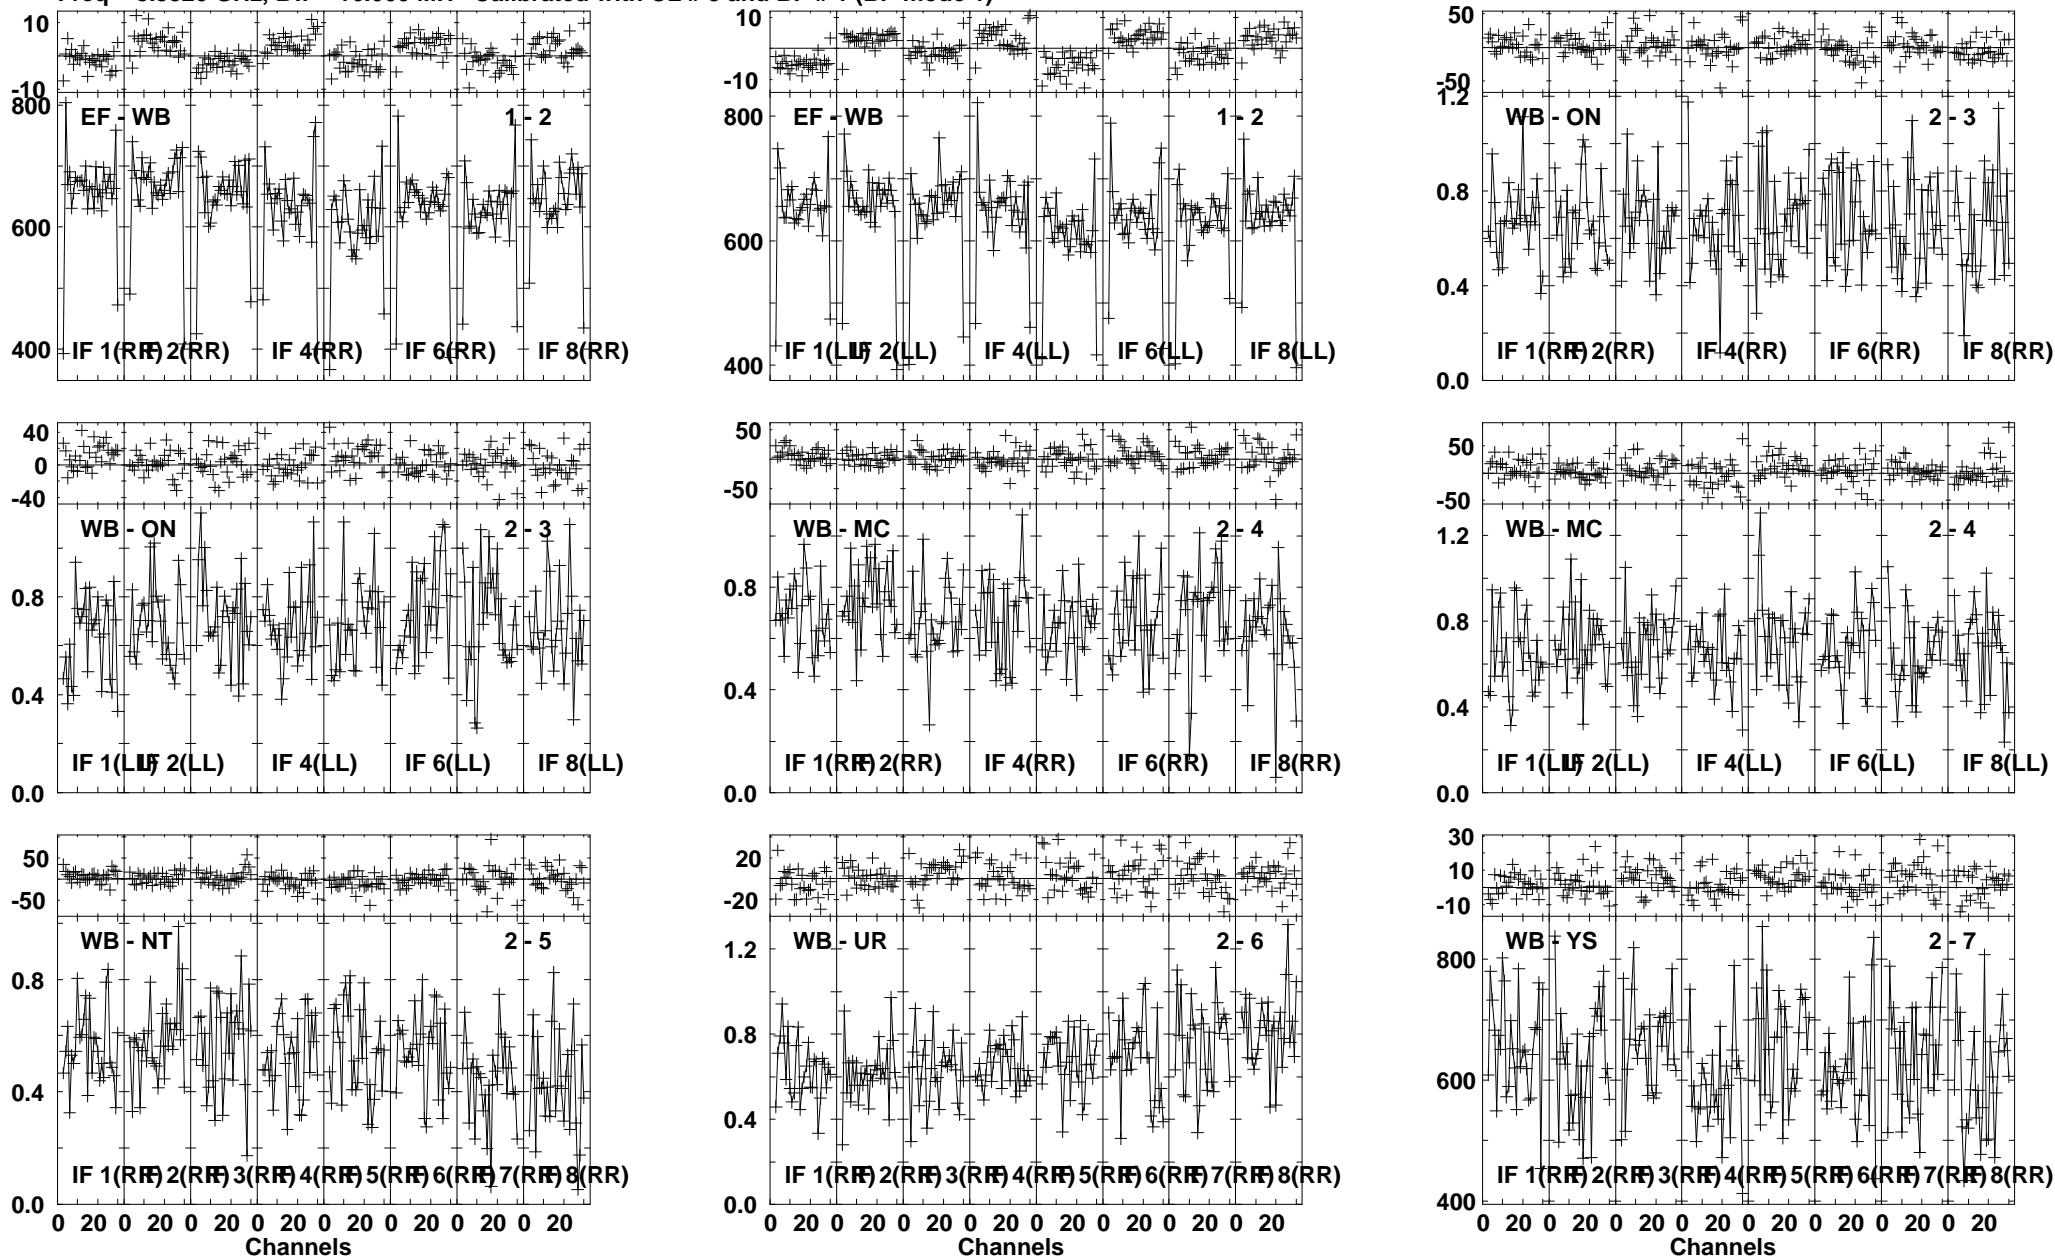 10
-10
800
600
400
EF - WB
1 - 2
IF 1(RR) IF 2(RR) IF 4(RR) IF 6(RR) IF 8(RR)
10
-10
800
600
400
EF - WB
1 - 2
IF 1(LL) IF 2(LL) IF 4(LL) IF 6(LL) IF 8(LL)
50
-50
1.2
0.8
0.4
0.0
WB - ON
2 - 3
IF 1(RR) IF 2(RR) IF 4(RR) IF 6(RR) IF 8(RR)
40
0
-40
0.8
0.4
0.0
WB - ON
2 - 3
IF 1(LL) IF 2(LL) IF 4(LL) IF 6(LL) IF 8(LL)
50
-50
0.8
0.4
0.0
WB - MC
2 - 4
IF 1(RR) IF 2(RR) IF 4(RR) IF 6(RR) IF 8(RR)
50
-50
1.2
0.8
0.4
0.0
WB - MC
2 - 4
IF 1(LL) IF 2(LL) IF 4(LL) IF 6(LL) IF 8(LL)
50
-50
0.8
0.4
0.0
WB - NT
2 - 5
IF 1(RR) IF 2(RR) IF 3(RR) IF 4(RR) IF 5(RR) IF 6(RR) IF 7(RR) IF 8(RR)
0 20 0 20 0 20 0 20 0 20 0 20 0 20 0 20
Channels
20
-20
1.2
0.8
0.4
0.0
WB - UR
2 - 6
IF 1(RR) IF 2(RR) IF 3(RR) IF 4(RR) IF 5(RR) IF 6(RR) IF 7(RR) IF 8(RR)
0 20 0 20 0 20 0 20 0 20 0 20 0 20 0 20
Channels
30
10
-10
800
600
400
WB - YS
2 - 7
IF 1(RR) IF 2(RR) IF 3(RR) IF 4(RR) IF 5(RR) IF 6(RR) IF 7(RR) IF 8(RR)
0 20 0 20 0 20 0 20 0 20 0 20 0 20 0 20
Channels